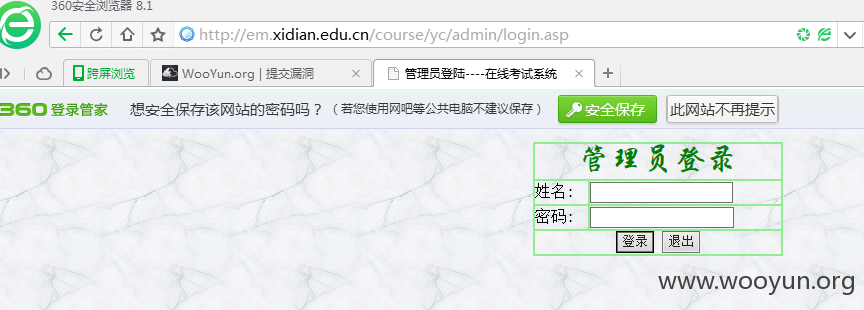 360安全浏览器 8.1
http://em.xidian.edu.cn/course/yc/admin/login.asp
跨屏浏览 WooYun.org | 提交漏洞 管理员登陆----在线考试系统
360 登录管家 想安全保存该网站的密码吗？（若您使用网吧等公共电脑不建议保存） 安全保存 此网站不再提示
管理员登录
姓名：
密码：
登录 退出
www.wooyun.org